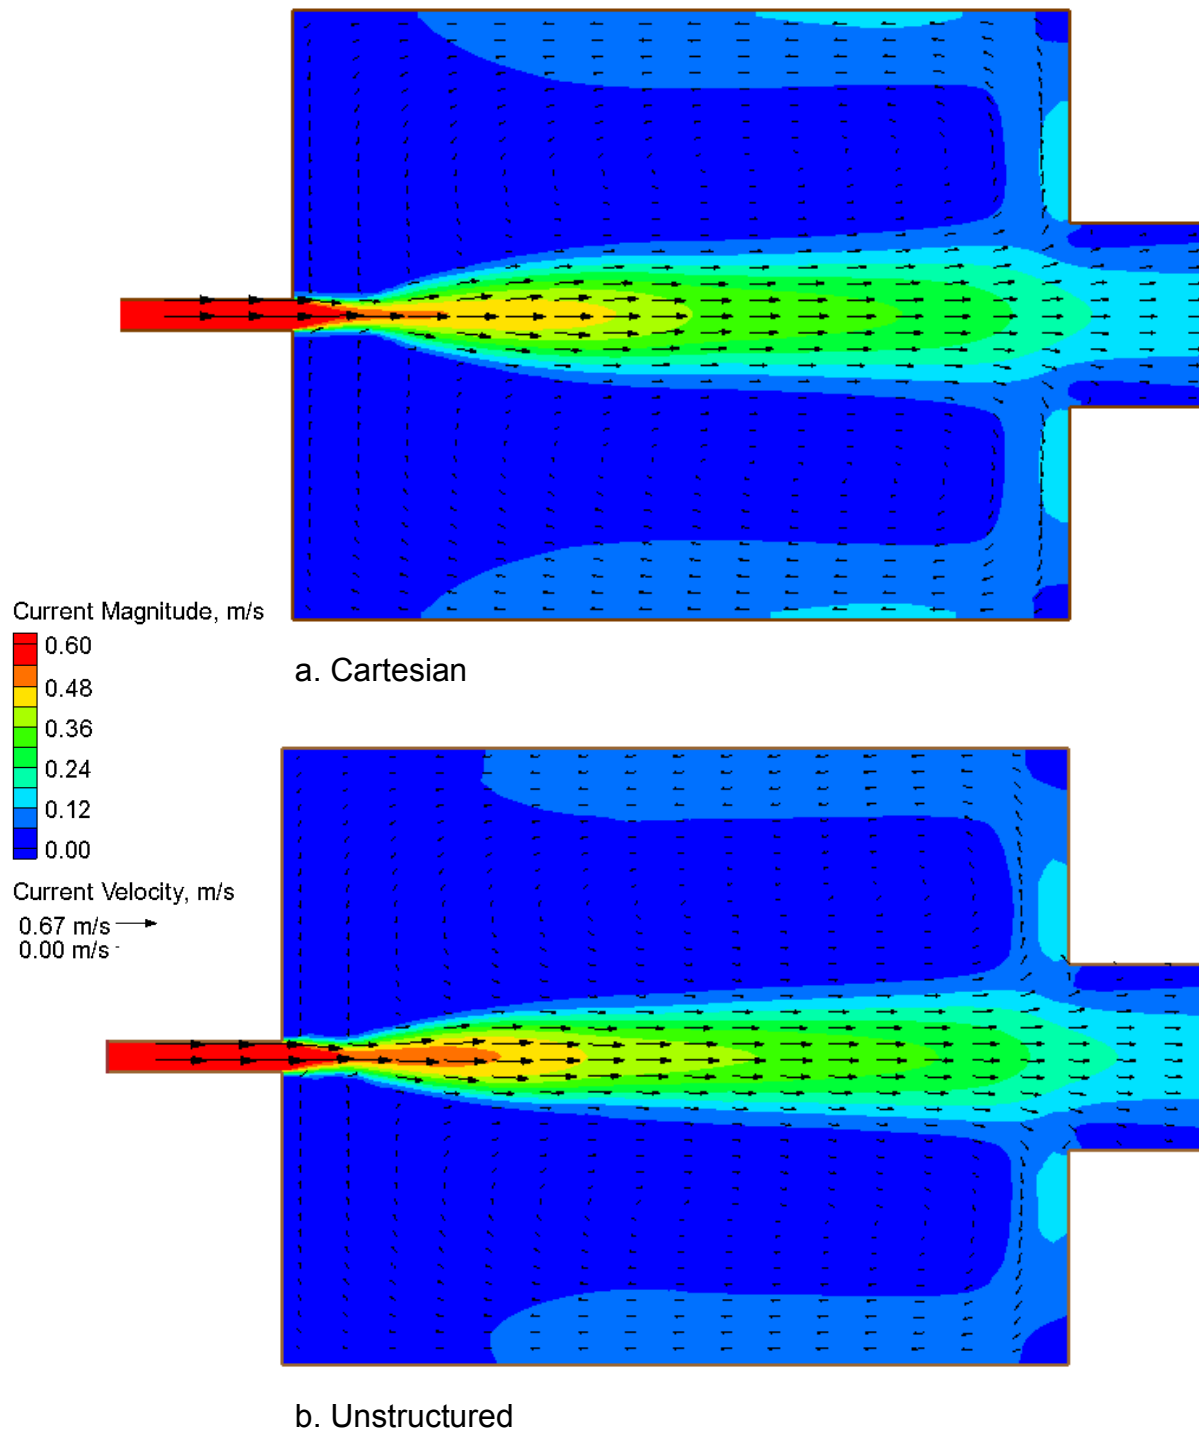 Current Magnitude, m/s
0.60
0.48
0.36
0.24
0.12
0.00
Current Velocity, m/s
0.67 m/s
0.00 m/s
a. Cartesian
b. Unstructured